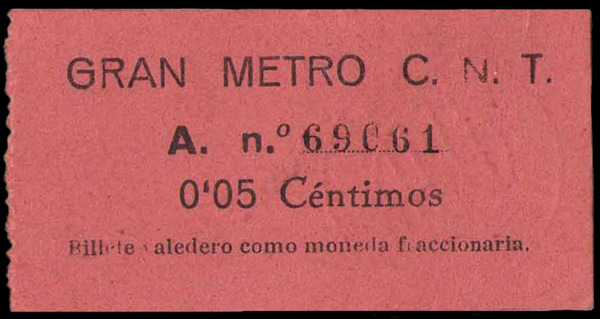 GRAN METRO C. N. T.
A. n.º 69061
0'05 Céntimos
Billete valedero como moneda fraccionaria.